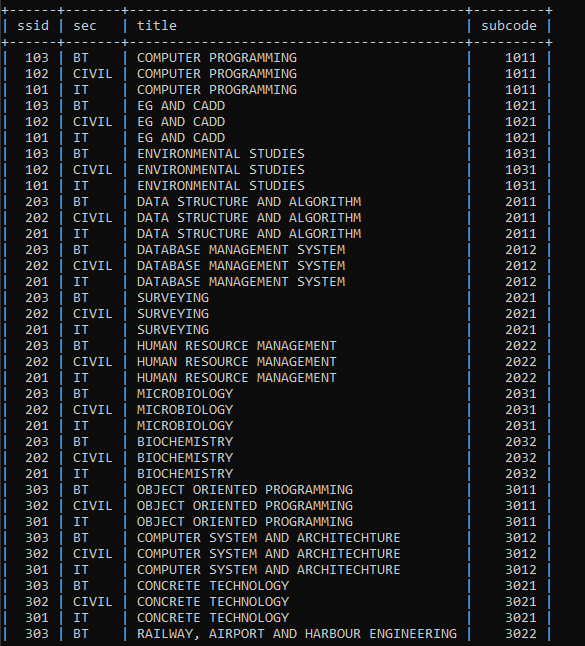 +------+-------+-----------------------------------------+---------+
| ssid | sec   | title                                   | subcode |
+------+-------+-----------------------------------------+---------+
|  103 | BT    | COMPUTER PROGRAMMING                    |    1011 |
|  102 | CIVIL | COMPUTER PROGRAMMING                    |    1011 |
|  101 | IT    | COMPUTER PROGRAMMING                    |    1011 |
|  103 | BT    | EG AND CADD                             |    1021 |
|  102 | CIVIL | EG AND CADD                             |    1021 |
|  101 | IT    | EG AND CADD                             |    1021 |
|  103 | BT    | ENVIRONMENTAL STUDIES                   |    1031 |
|  102 | CIVIL | ENVIRONMENTAL STUDIES                   |    1031 |
|  101 | IT    | ENVIRONMENTAL STUDIES                   |    1031 |
|  203 | BT    | DATA STRUCTURE AND ALGORITHM            |    2011 |
|  202 | CIVIL | DATA STRUCTURE AND ALGORITHM            |    2011 |
|  201 | IT    | DATA STRUCTURE AND ALGORITHM            |    2011 |
|  203 | BT    | DATABASE MANAGEMENT SYSTEM              |    2012 |
|  202 | CIVIL | DATABASE MANAGEMENT SYSTEM              |    2012 |
|  201 | IT    | DATABASE MANAGEMENT SYSTEM              |    2012 |
|  203 | BT    | SURVEYING                               |    2021 |
|  202 | CIVIL | SURVEYING                               |    2021 |
|  201 | IT    | SURVEYING                               |    2021 |
|  203 | BT    | HUMAN RESOURCE MANAGEMENT               |    2022 |
|  202 | CIVIL | HUMAN RESOURCE MANAGEMENT               |    2022 |
|  201 | IT    | HUMAN RESOURCE MANAGEMENT               |    2022 |
|  203 | BT    | MICROBIOLOGY                            |    2031 |
|  202 | CIVIL | MICROBIOLOGY                            |    2031 |
|  201 | IT    | MICROBIOLOGY                            |    2031 |
|  203 | BT    | BIOCHEMISTRY                            |    2032 |
|  202 | CIVIL | BIOCHEMISTRY                            |    2032 |
|  201 | IT    | BIOCHEMISTRY                            |    2032 |
|  303 | BT    | OBJECT ORIENTED PROGRAMMING             |    3011 |
|  302 | CIVIL | OBJECT ORIENTED PROGRAMMING             |    3011 |
|  301 | IT    | OBJECT ORIENTED PROGRAMMING             |    3011 |
|  303 | BT    | COMPUTER SYSTEM AND ARCHITECHTURE       |    3012 |
|  302 | CIVIL | COMPUTER SYSTEM AND ARCHITECHTURE       |    3012 |
|  301 | IT    | COMPUTER SYSTEM AND ARCHITECHTURE       |    3012 |
|  303 | BT    | CONCRETE TECHNOLOGY                     |    3021 |
|  302 | CIVIL | CONCRETE TECHNOLOGY                     |    3021 |
|  301 | IT    | CONCRETE TECHNOLOGY                     |    3021 |
|  303 | BT    | RAILWAY, AIRPORT AND HARBOUR ENGINEERING |    3022 |